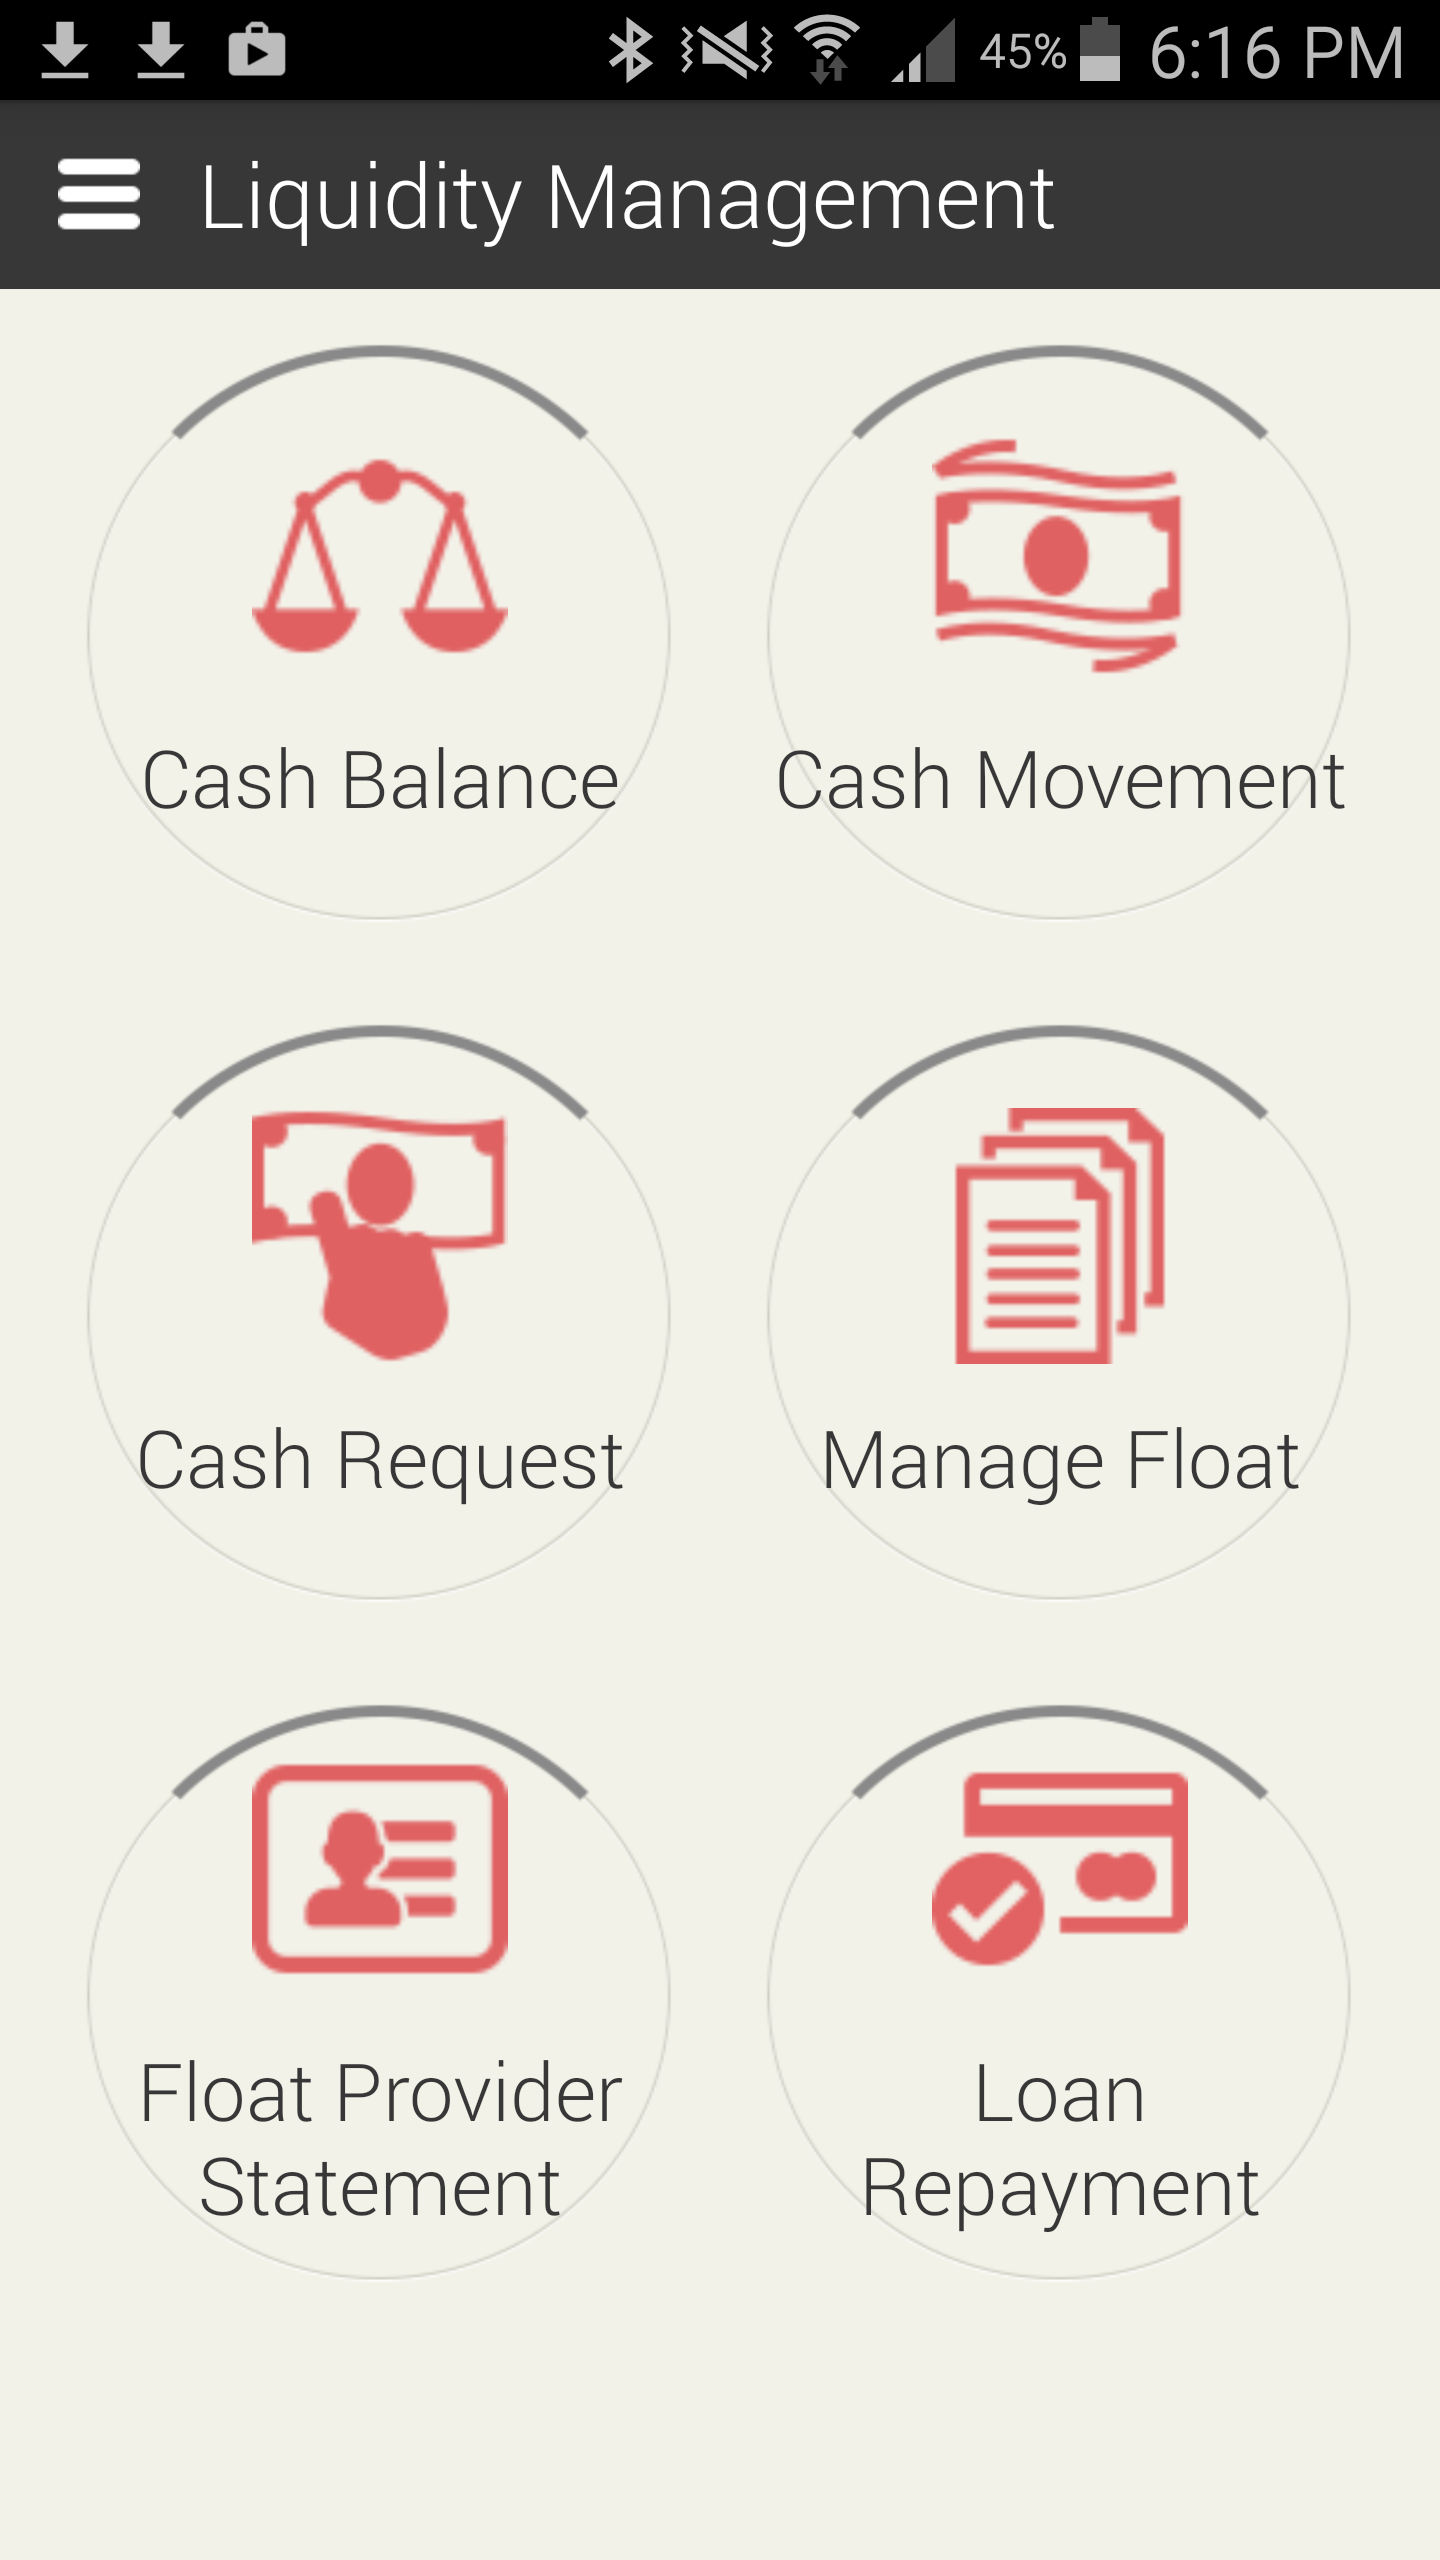 45% 6:16 PM
Liquidity Management
Cash Balance
Cash Movement
Cash Request
Manage Float
Float Provider
Statement
Loan
Repayment